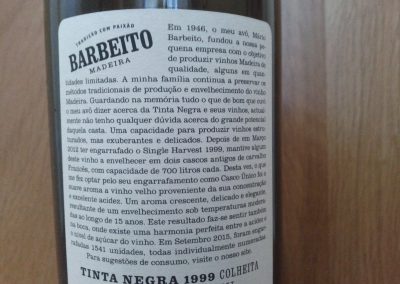 TRADIÇÃO COM PAIXÃO
BARBEITO
MADEIRA
Em 1946, o meu avô, Mário
Barbeito, fundou a nossa pe-
quena empresa com o objetivo
de produzir vinhos Madeira de
qualidade, alguns em quan-
tidades limitadas. A minha família continua a preservar os
métodos tradicionais de produção e envelhecimento do vinho
Madeira. Guardando na memória tudo o que de bom que ouvi
o meu avô dizer acerca da Tinta Negra e seus vinhos, actual-
mente não tenho qualquer dúvida acerca do grande potencial
daquela casta. Uma capacidade para produzir vinhos estru-
turados, mas exuberantes e delicados. Depois de em Março
2012 ter engarrafado o Single Harvest 1999, mantive algum
deste vinho a envelhecer em dois cascos antigos de carvalho
Francês, com capacidade de 700 litros cada. Desta vez, o que
me fez optar pelo seu engarrafamento como Casco Único foi o
suave aroma a vinho velho proveniente da sua concentração
e excelente acidez. Um aroma crescente, delicado e elegante,
resultante de um envelhecimento sob temperaturas modera-
das ao longo de 15 anos. Este resultado faz-se sentir também
na boca, onde existe uma harmonia perfeita entre a acidez e
o nível de açúcar do vinho. Em Setembro 2015, foram engar-
rafadas 1541 unidades, todas individualmente numeradas.
Para sugestões de consumo, visite o nosso site.
TINTA NEGRA 1999 COLHEITA